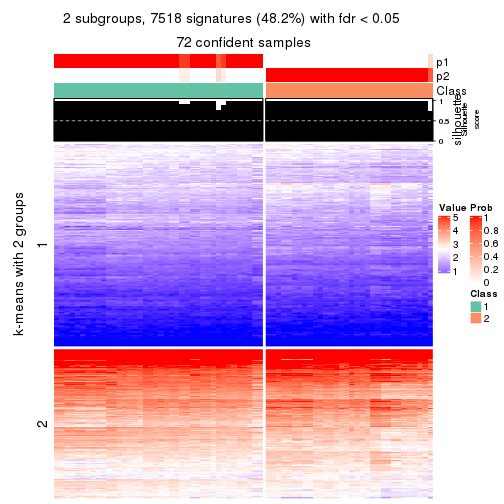 2 subgroups, 7518 signatures (48.2%) with fdr < 0.05
72 confident samples
p1
p2
Class
1
0.5
0
silhouette
Silhouette
score
k-means with 2 groups
1
2
Value
5
4
3
2
1
Prob
1
0.8
0.6
0.4
0.2
0
Class
1
2